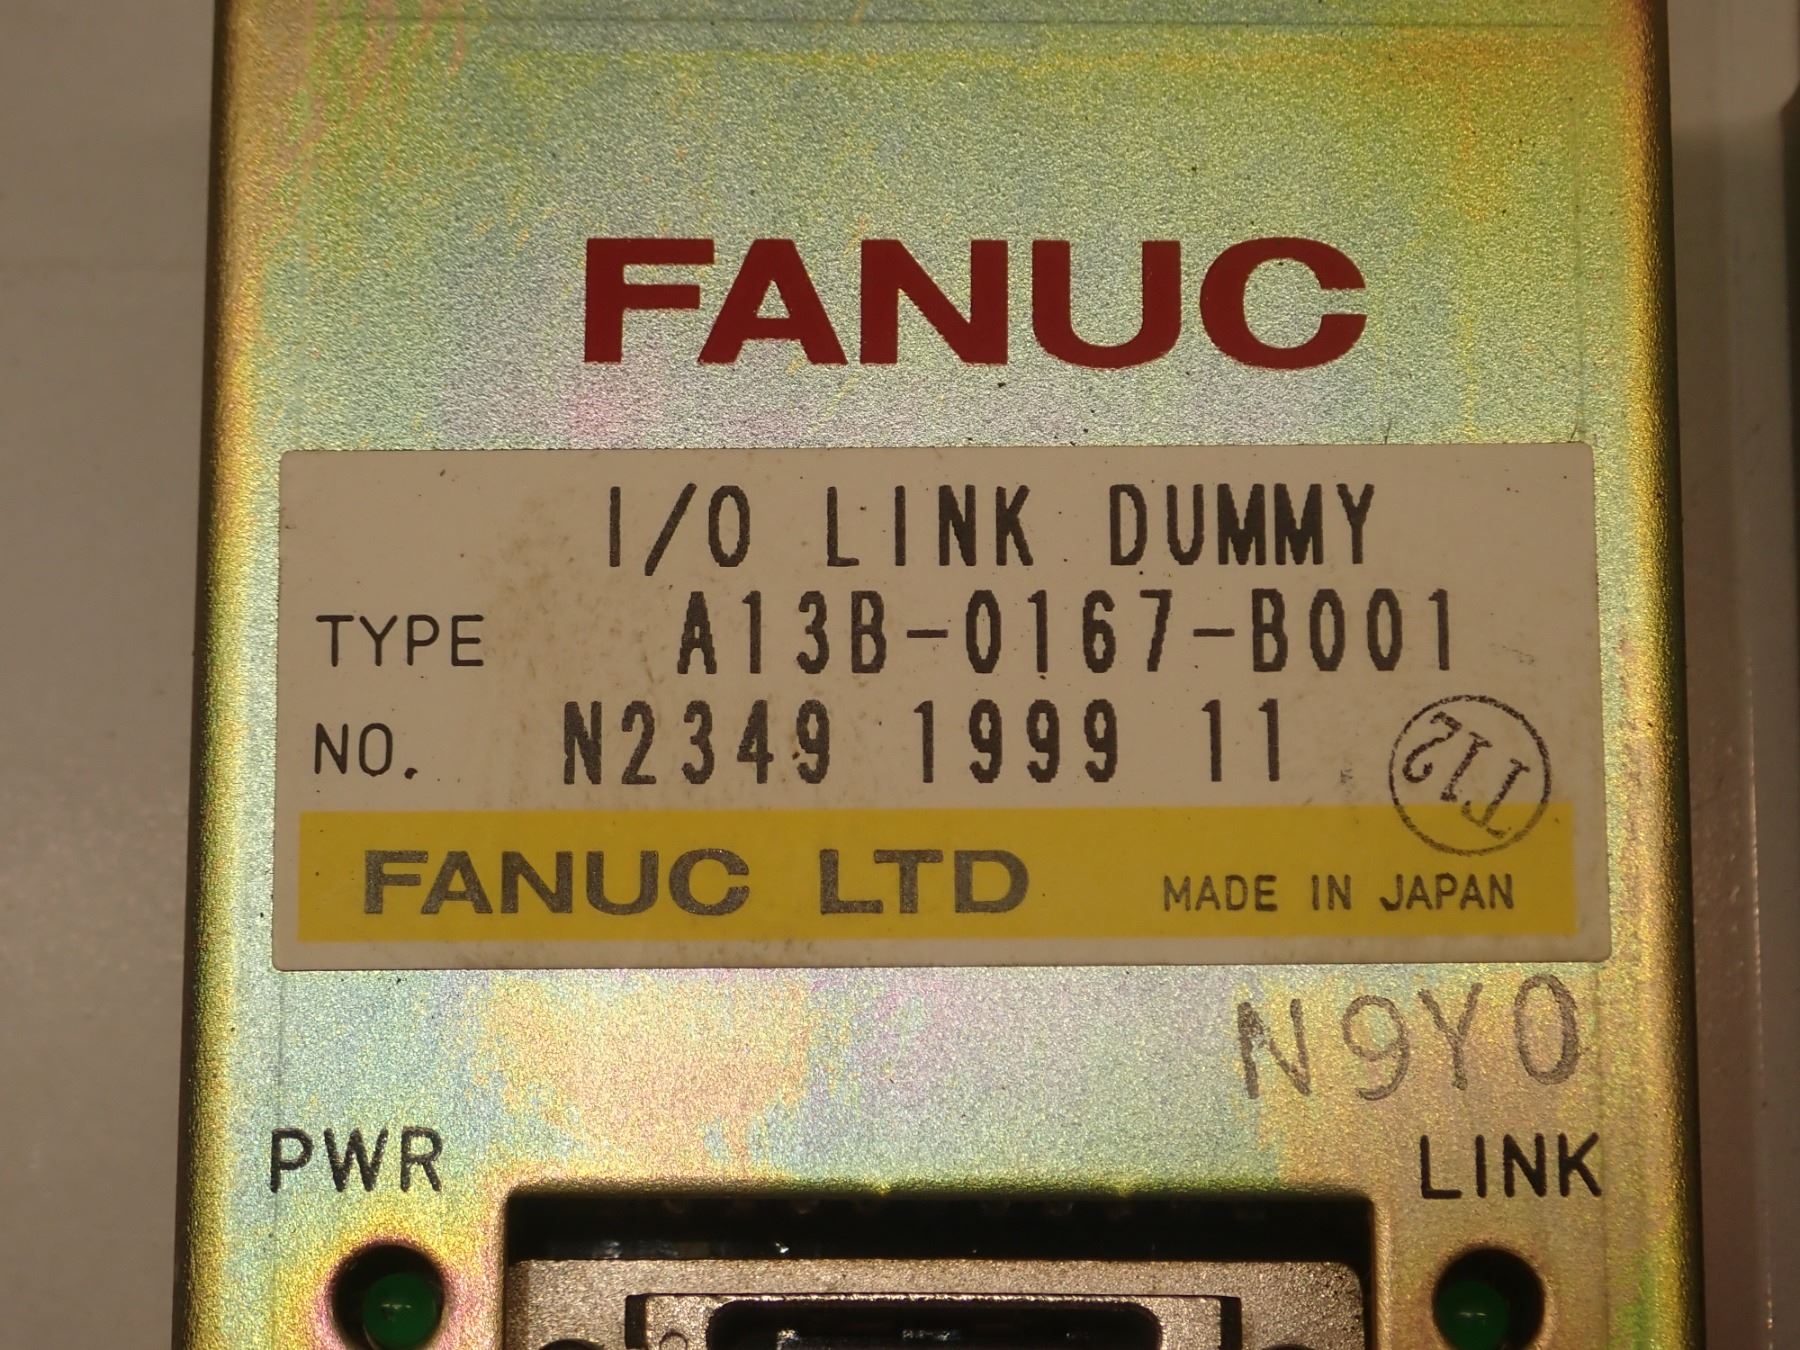 FANUC
I/O LINK DUMMY
TYPE A13B-0167-B001
NO. N2349 1999 11
T12
FANUC LTD MADE IN JAPAN
N9Y0
PWR LINK